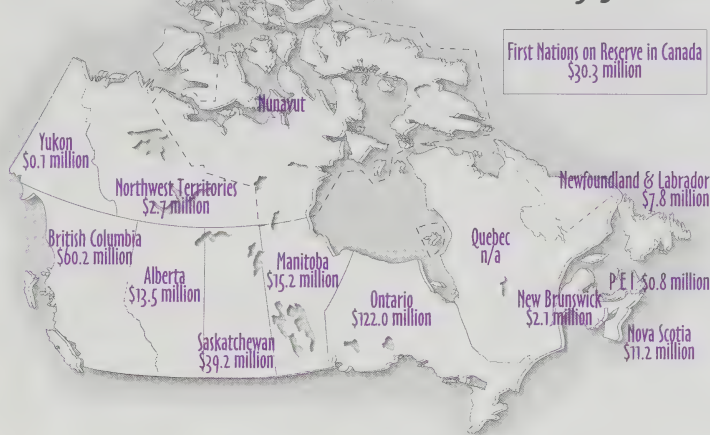 First Nations on Reserve in Canada
$30.3 million
Nunavut
Yukon
$0.1 million
Northwest Territories
$2.7 million
Newfoundland & Labrador
$7.8 million
British Columbia
$60.2 million
Alberta
$13.5 million
Manitoba
$15.2 million
Quebec
n/a
Ontario
$122.0 million
New Brunswick
$2.1 million
P E I $0.8 million
Saskatchewan
$39.2 million
Nova Scotia
$11.2 million